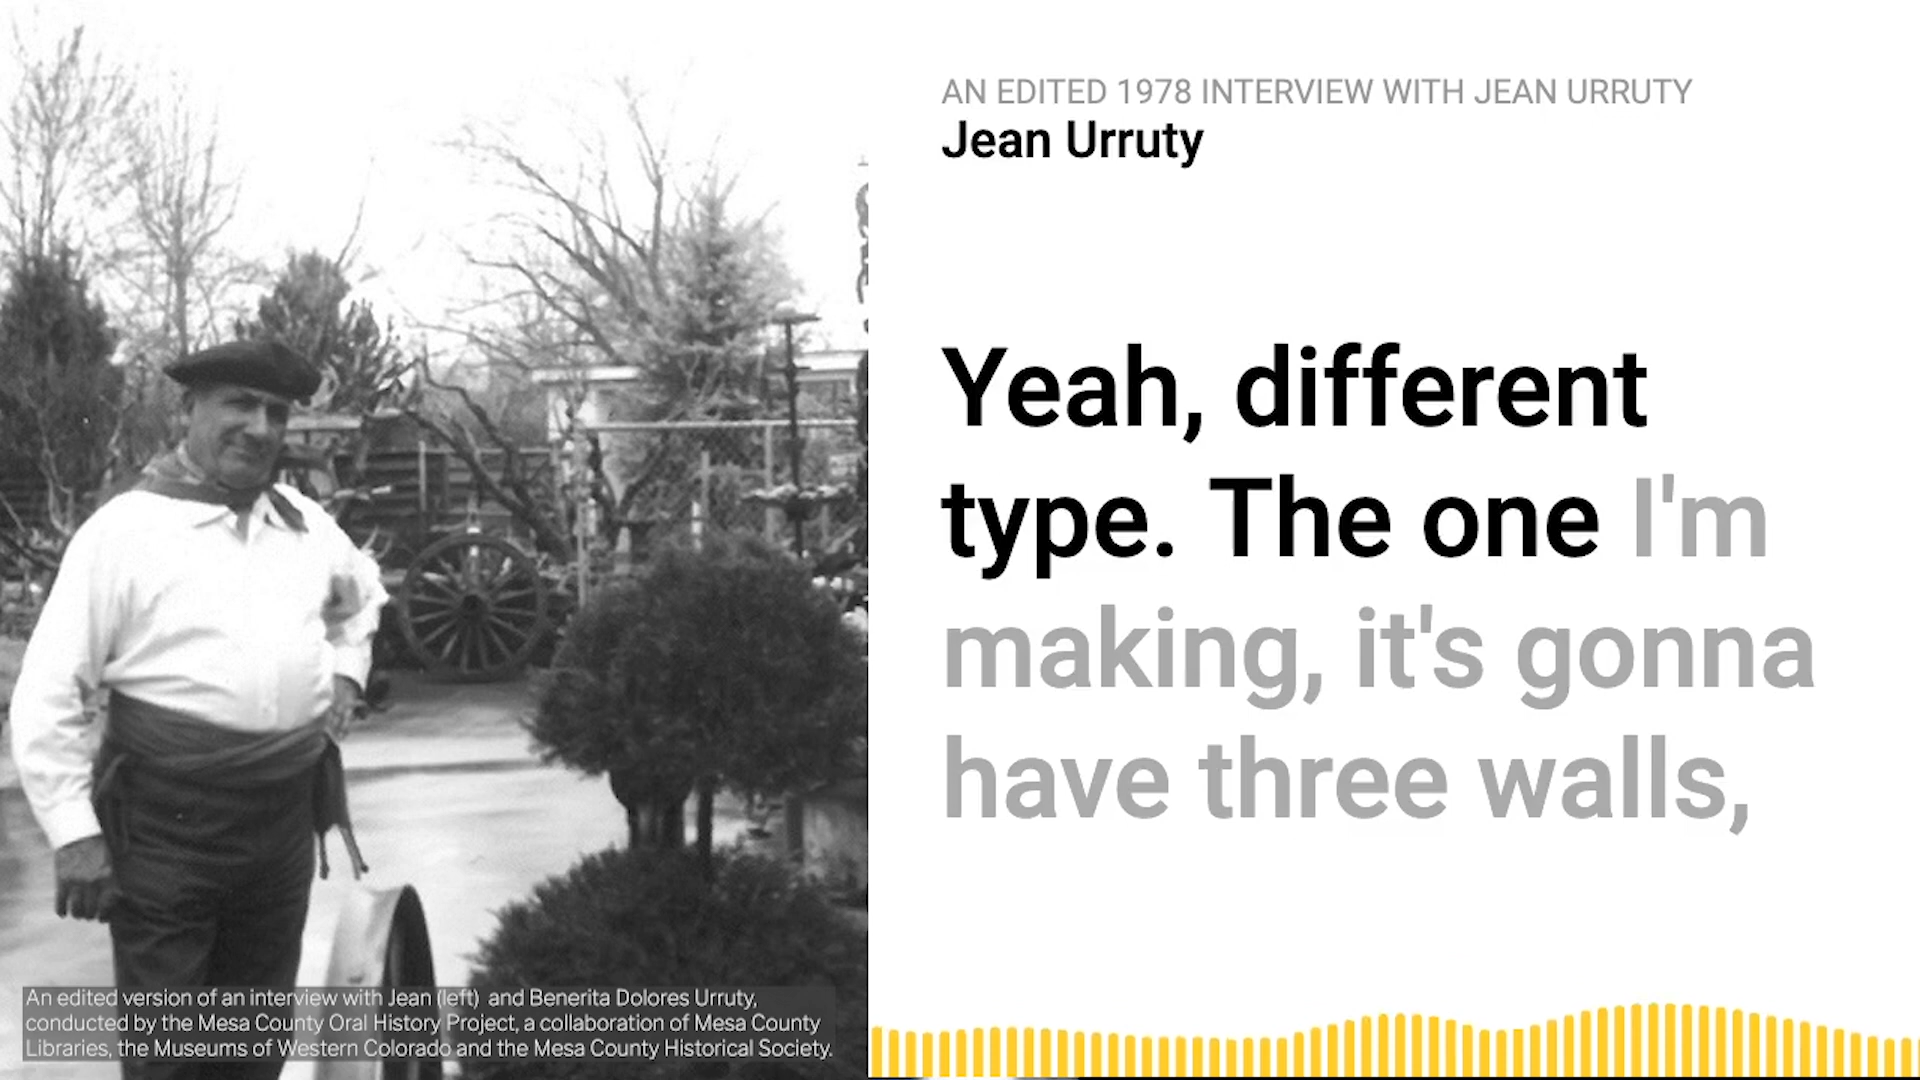 AN EDITED 1978 INTERVIEW WITH JEAN URRUTY
Jean Urruty
Yeah, different
type. The one I'm
making, it's gonna
have three walls,
An edited version of an interview with Jean (left) and Benerita Dolores Urruty,
conducted by the Mesa County Oral History Project, a collaboration of Mesa County
Libraries, the Museums of Western Colorado and the Mesa County Historical Society.